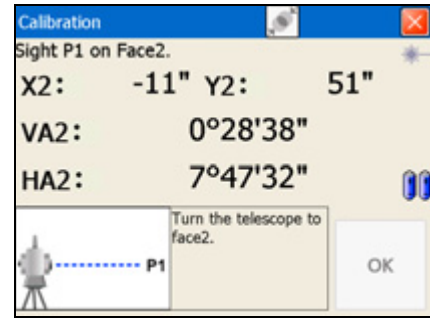 Calibration
Sight P1 on Face2.
X2: -11" Y2: 51"
VA2: 0°28'38"
HA2: 7°47'32"
Turn the telescope to
face2.
P1
OK